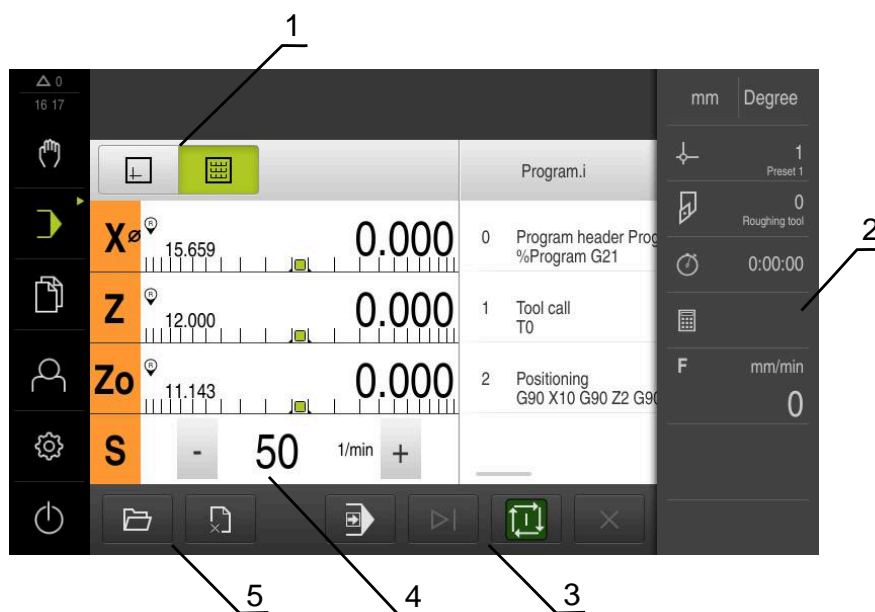 1
0
16 17
mm Degree
Program.i
1
Preset 1
X ø R 15.659 0.000
0 Program header Prog
%Program G21
0
Roughing tool
2
0:00:00
Z R 12.000 0.000
1 Tool call
T0
Zo R 11.143 0.000
2 Positioning
G90 X10 G90 Z2 G90
F mm/min
0
S - 50 1/min +
5 4 3